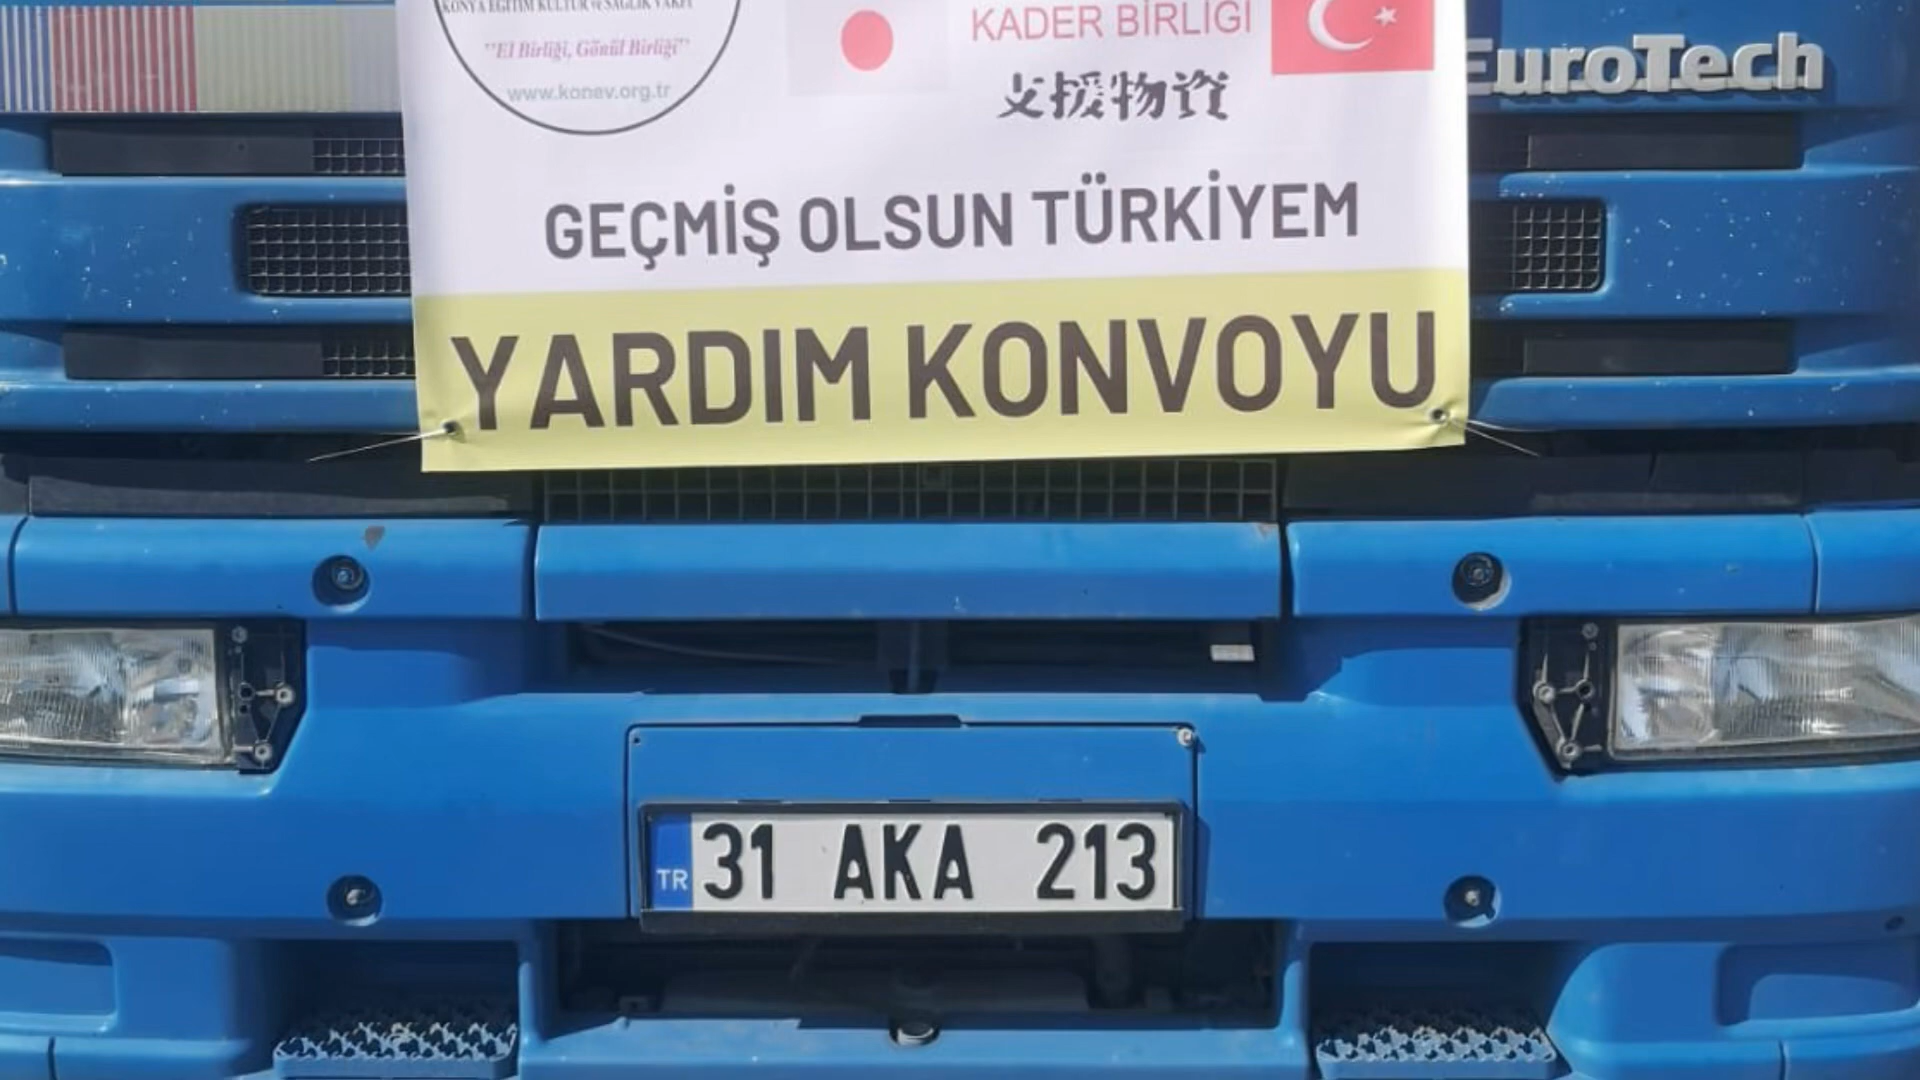 KONYA EĞİTİM KÜLTÜR ve SAĞLIK VAKFI
"El Birliği, Gönül Birliği"
www.konev.org.tr
KADER BİRLİĞİ
支援物資
EuroTech
GEÇMİŞ OLSUN TÜRKİYEM
YARDIM KONVOYU
TR 31 AKA 213